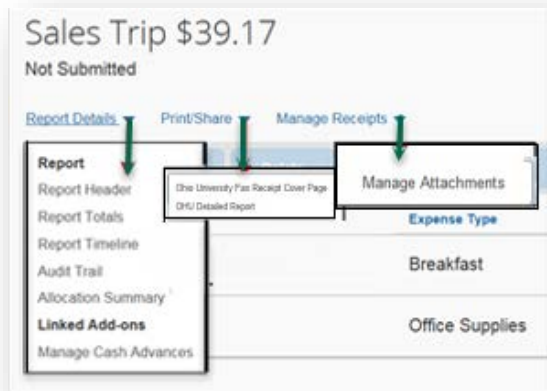 Sales Trip $39.17
Not Submitted
Report Details Print/Share Manage Receipts
Report
Report Header
Report Totals
Report Timeline
Audit Trail
Allocation Summary
Linked Add-ons
Manage Cash Advances
Ohio University Fax Receipt Cover Page
OHU Detailed Report
Manage Attachments
Expense Type
Breakfast
Office Supplies